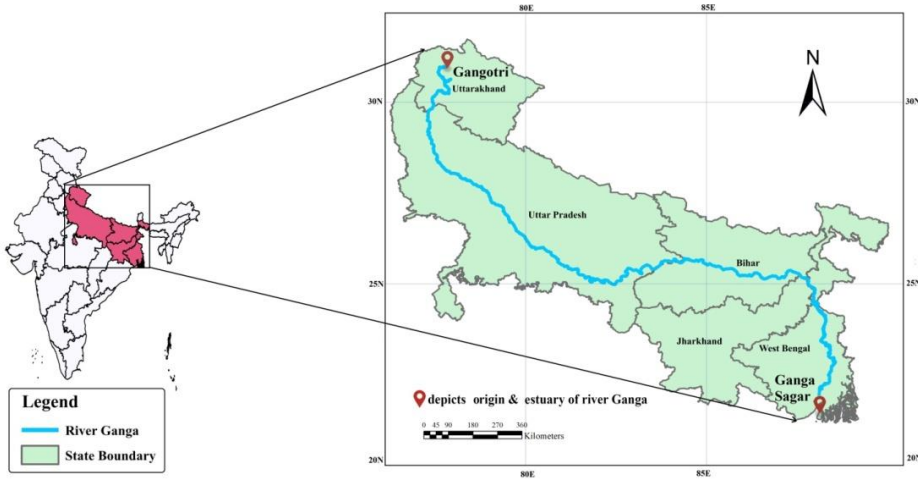 80E
85E
N
Gangotri
Uttarakhand
30N
30N
Uttar Pradesh
Bihar
25N
25N
Jharkhand
West Bengal
Ganga
Sagar
depicts origin & estuary of river Ganga
0 45 90 180 270 360
Kilometers
20N
20N
80E
85E
Legend
River Ganga
State Boundary